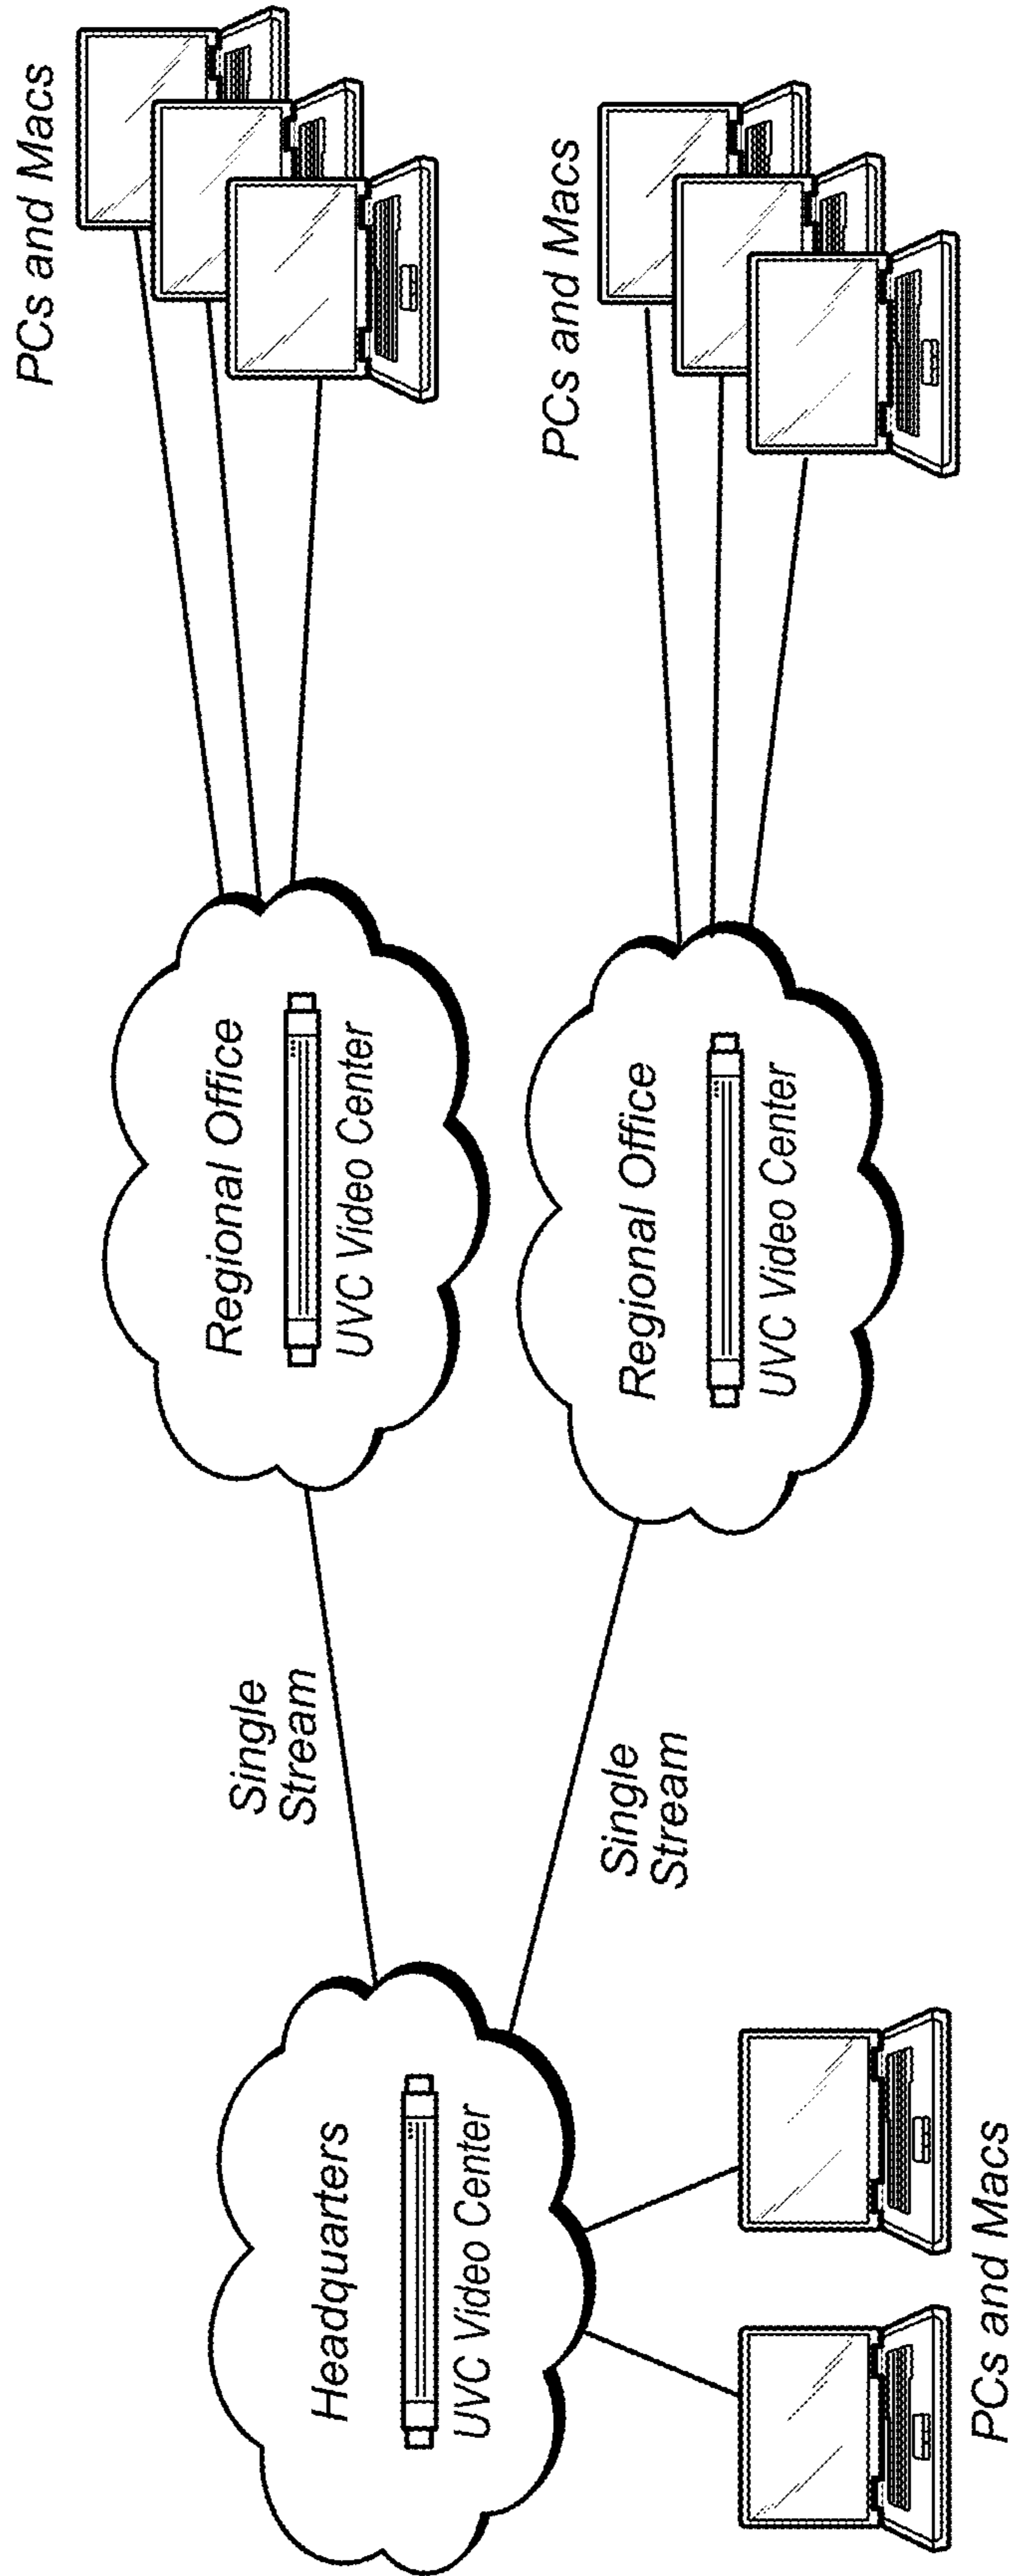 Headquarters
UVC Video Center
PCs and Macs
Single
Stream
Single
Stream
Regional Office
UVC Video Center
Regional Office
UVC Video Center
PCs and Macs
PCs and Macs